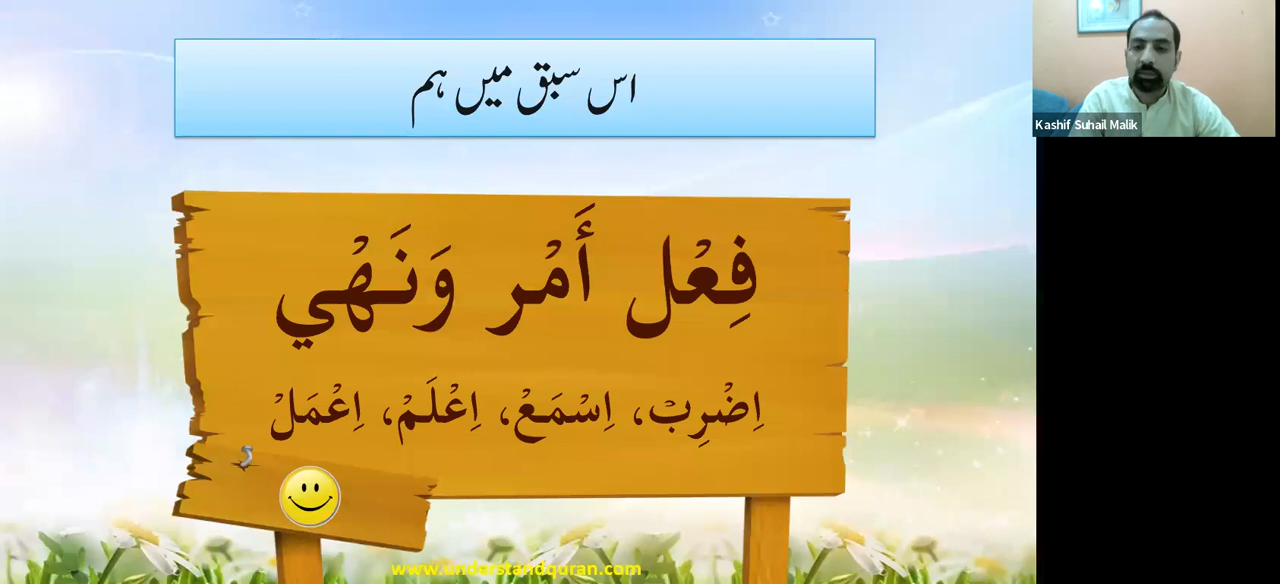 اس سبق میں ہم
Kashif Suhail Malik
فِعْل أَمْر وَنَهْي
اِضْرِبْ، اِسْمَعْ، اِعْلَمْ، اِعْمَلْ
www.understandquran.com